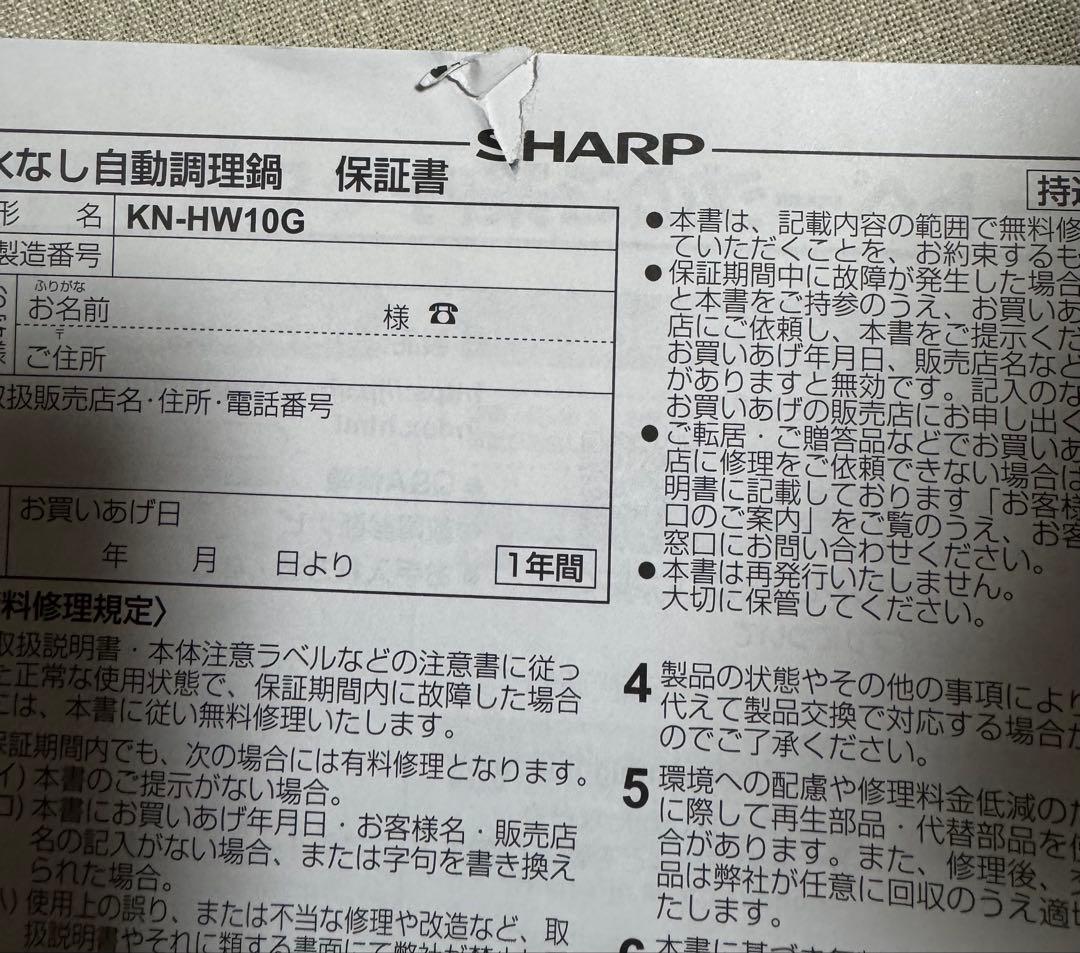 SHARP
水なし自動調理鍋 保証書
持込
形 名 KN-HW10G
製造番号
ふりがな
お名前 様 ☎
〒
ご住所
取扱販売店名・住所・電話番号
お買いあげ日
年 月 日より 1年間
●本書は、記載内容の範囲で無料修
ていただくことを、お約束するも
●保証期間中に故障が発生した場合
と本書をご持参のうえ、お買いあ
店にご依頼し、本書をご提示くだ
お買いあげ年月日、販売店名など
がありますと無効です。記入のな
お買いあげの販売店にお申し出く
●ご転居・ご贈答品などでお買いあ
店に修理をご依頼できない場合は
明書に記載しております「お客様
口のご案内」をご覧のうえ、お客
窓口にお問い合わせください。
●本書は再発行いたしません。
大切に保管してください。
料修理規定〉
取扱説明書・本体注意ラベルなどの注意書に従っ
た正常な使用状態で、保証期間内に故障した場合
には、本書に従い無料修理いたします。
保証期間内でも、次の場合には有料修理となります。
イ)本書のご提示がない場合。
ロ)本書にお買いあげ年月日・お客様名・販売店
名の記入がない場合、または字句を書き換え
られた場合。
ハ)使用上の誤り、または不当な修理や改造など、取
扱説明書やそれに類する書面にて弊社が禁止
4 製品の状態やその他の事項により
代えて製品交換で対応する場合が
のでご了承ください。
5 環境への配慮や修理料金低減のた
に際して再生部品・代替部品を使
合があります。また、修理後、
品は弊社が任意に回収のうえ適切
たします。
6 本書に基づき